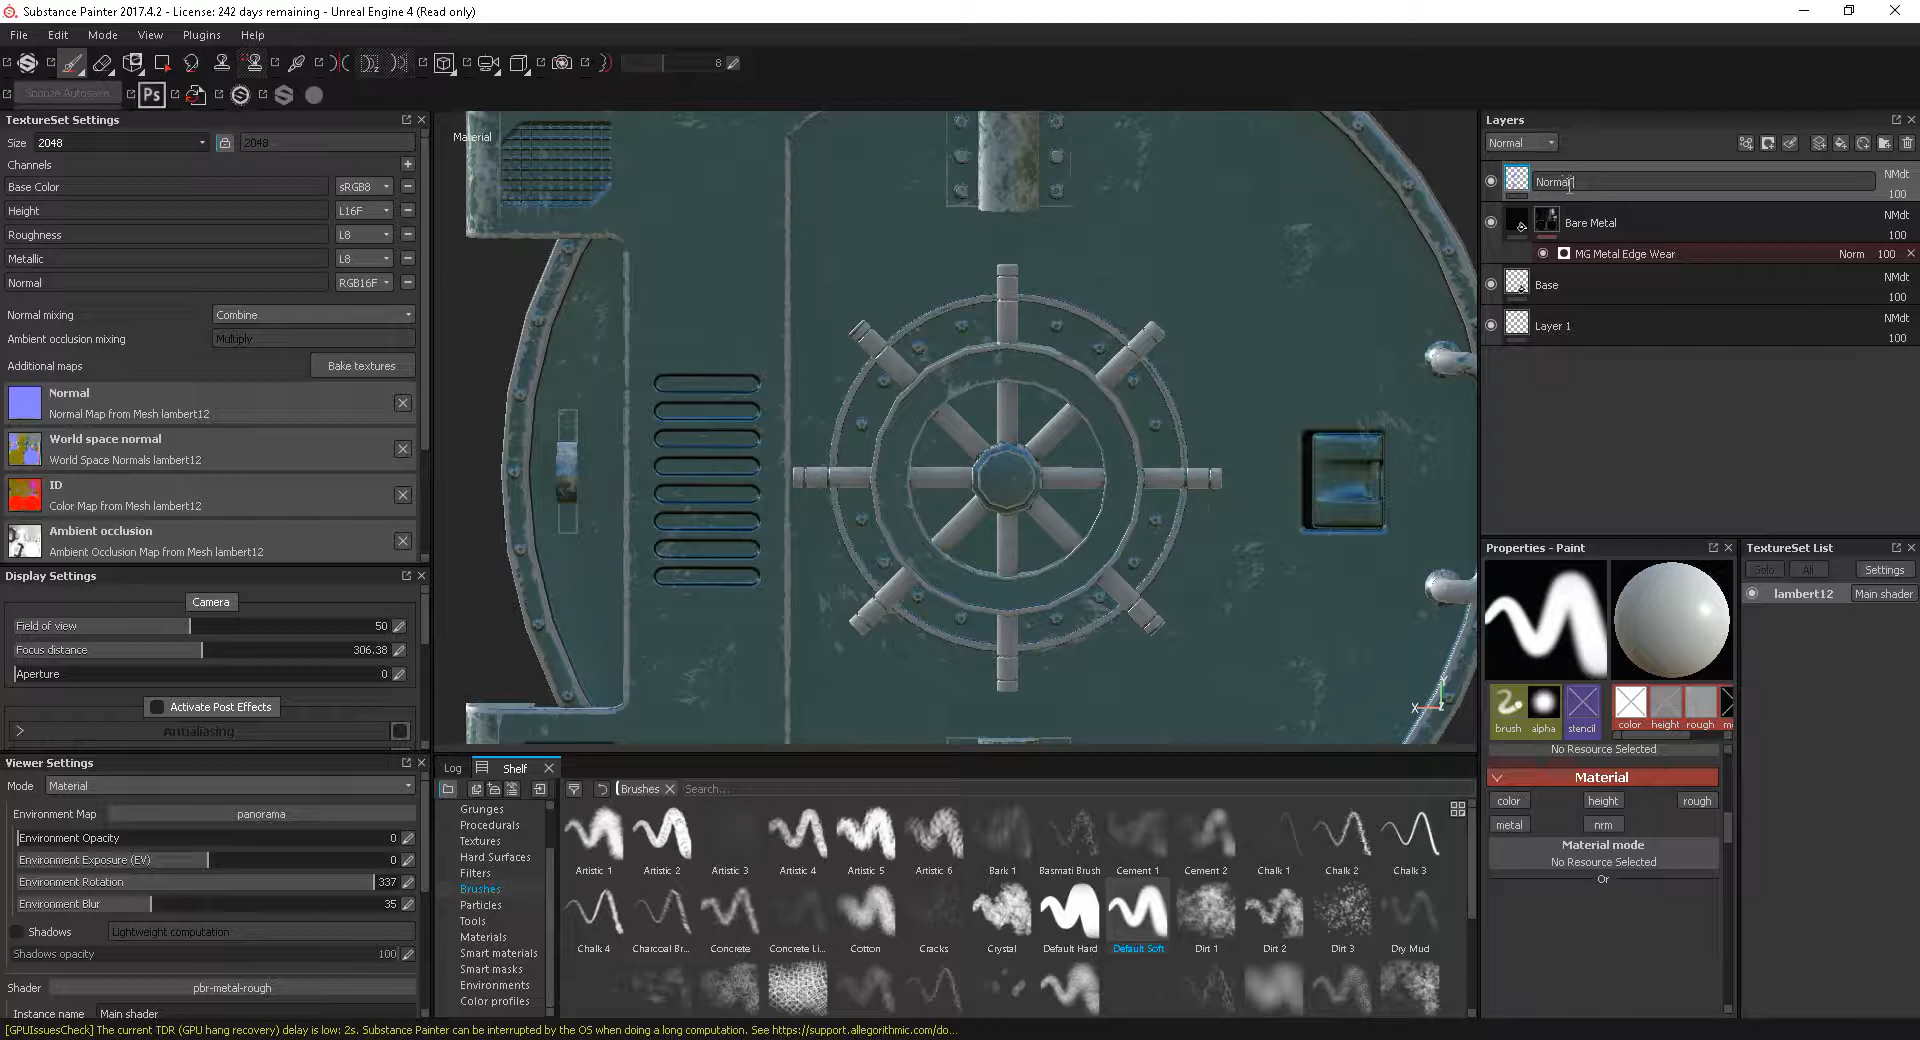 Substance Painter 2017.4.2 - License: 242 days remaining - Unreal Engine 4 (Read only)
File Edit Mode View Plugins Help
8
Snooze Autosave Ps
TextureSet Settings
Size 2048 2048
Channels
Base Color sRGB8
Height L16F
Roughness L8
Metallic L8
Normal RGB16F
Normal mixing Combine
Ambient occlusion mixing Multiply
Additional maps Bake textures
Normal
Normal Map from Mesh lambert12
World space normal
World Space Normals lambert12
ID
Color Map from Mesh lambert12
Ambient occlusion
Ambient Occlusion Map from Mesh lambert12
Display Settings
Camera
Field of view 50
Focus distance 306.38
Aperture 0
Activate Post Effects
Antialiasing
Viewer Settings
Mode Material
Environment Map panorama
Environment Opacity 0
Environment Exposure (EV) 0
Environment Rotation 337
Environment Blur 35
Shadows Lightweight computation
Shadows opacity 100
Shader pbr-metal-rough
Instance name Main shader
[GPUIssuesCheck] The current TDR (GPU hang recovery) delay is low: 2s. Substance Painter can be interrupted by the OS when doing a long computation. See https://support.allegorithmic.com/do...
Material
X Y Z
Log Shelf
Brushes Search...
Grunges
Procedurals
Textures
Hard Surfaces
Filters
Brushes
Particles
Tools
Materials
Smart materials
Smart masks
Environments
Color profiles
Artistic 1 Artistic 2 Artistic 3 Artistic 4 Artistic 5 Artistic 6 Bark 1 Basmati Brush Cement 1 Cement 2 Chalk 1 Chalk 2 Chalk 3
Chalk 4 Charcoal Br... Concrete Concrete Li... Cotton Cracks Crystal Default Hard Default Soft Dirt 1 Dirt 2 Dirt 3 Dry Mud
Layers
Normal
Normal NMdt
100
Bare Metal NMdt
100
MG Metal Edge Wear Norm 100
Base NMdt
100
Layer 1 NMdt
100
Properties - Paint
brush alpha stencil color height rough
No Resource Selected
Material
color height rough
metal nrm
Material mode
No Resource Selected
Or
TextureSet List
Solo All Settings
lambert12 Main shader